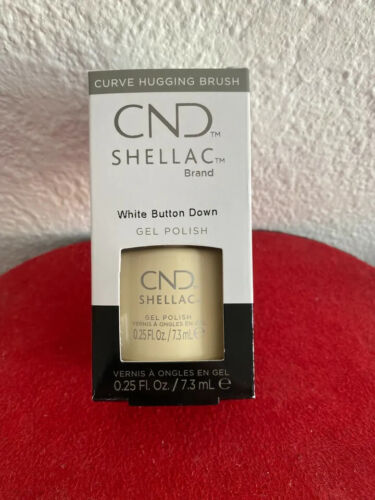 CURVE HUGGING BRUSH
CND™
SHELLAC™
Brand
White Button Down
GEL POLISH
CND
SHELLAC
GEL POLISH
VERNIS À ONGLES EN GEL
0.25 Fl. Oz. / 7.3 mL ℮
VERNIS À ONGLES EN GEL
0.25 Fl. Oz. / 7.3 mL ℮